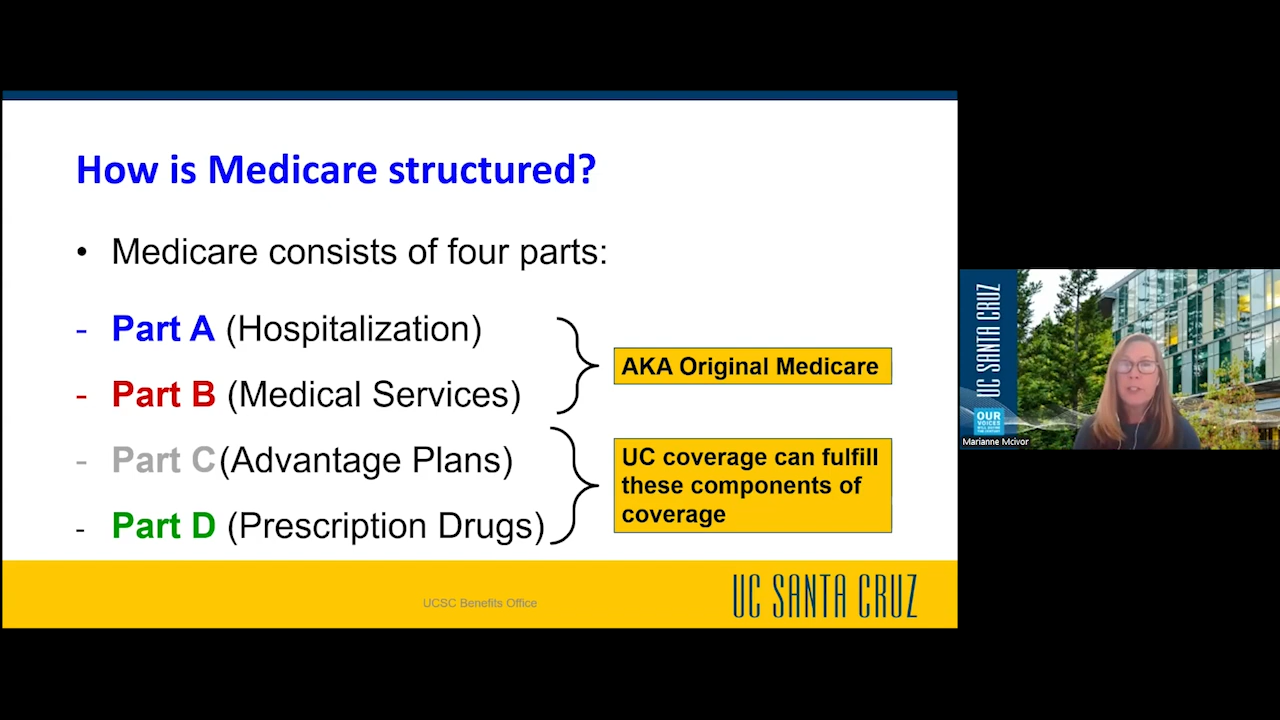 How is Medicare structured?
• Medicare consists of four parts:
- Part A (Hospitalization)
- Part B (Medical Services)
AKA Original Medicare
- Part C (Advantage Plans)
- Part D (Prescription Drugs)
UC coverage can fulfill
these components of
coverage
UCSC Benefits Office
UC SANTA CRUZ
UC SANTA CRUZ
OUR
VOICES
Marianne Mcivor